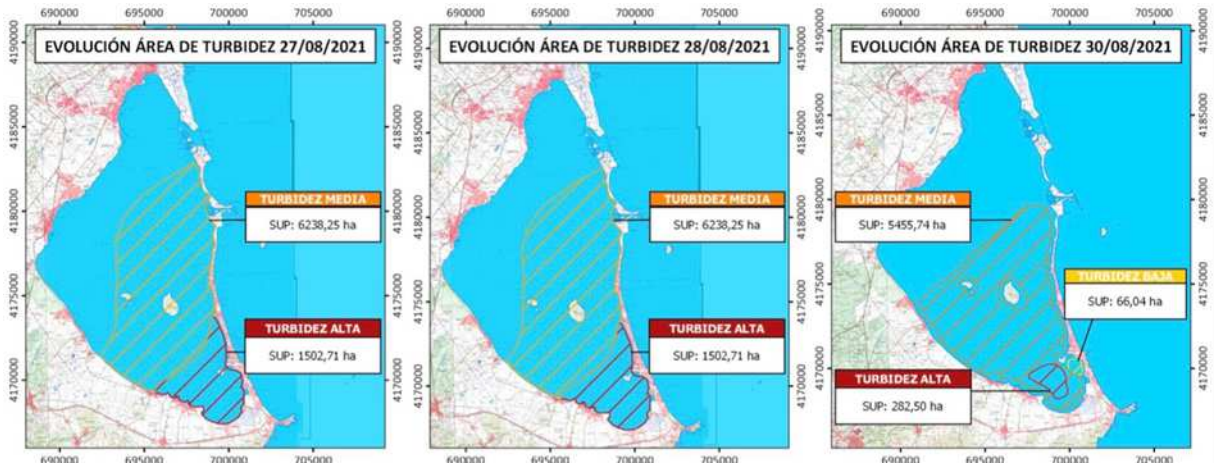 690000 695000 700000 705000
EVOLUCIÓN ÁREA DE TURBIDEZ 27/08/2021
4190000
4185000
4180000
4175000
4170000
TURBIDEZ MEDIA
SUP: 6238,25 ha
TURBIDEZ ALTA
SUP: 1502,71 ha
690000 695000 700000 705000
690000 695000 700000 705000
EVOLUCIÓN ÁREA DE TURBIDEZ 28/08/2021
4190000
4185000
4180000
4175000
4170000
TURBIDEZ MEDIA
SUP: 6238,25 ha
TURBIDEZ ALTA
SUP: 1502,71 ha
690000 695000 700000 705000
690000 695000 700000 705000
EVOLUCIÓN ÁREA DE TURBIDEZ 30/08/2021
4190000
4185000
4180000
4175000
4170000
TURBIDEZ MEDIA
SUP: 5455,74 ha
TURBIDEZ BAJA
SUP: 66,04 ha
TURBIDEZ ALTA
SUP: 282,50 ha
690000 695000 700000 705000